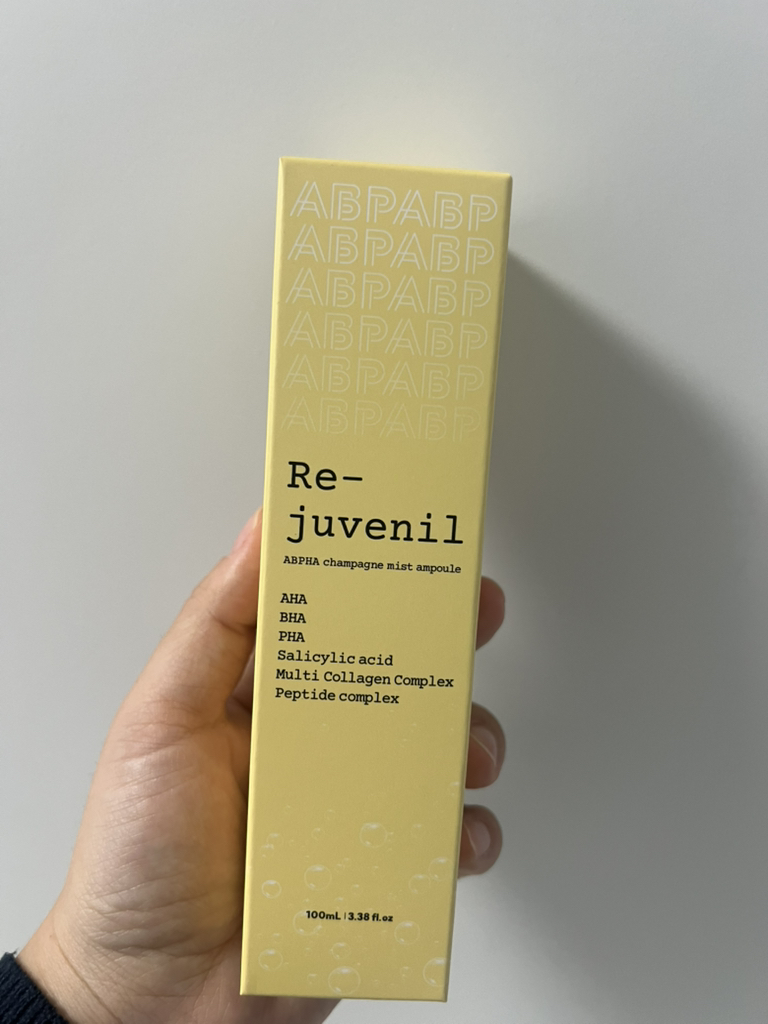 ABPABP
ABPABP
ABPABP
ABPABP
ABPABP
ABPABP
Re-
juvenil
ABPHA champagne mist ampoule
AHA
BHA
PHA
Salicylic acid
Multi Collagen Complex
Peptide complex
100mL | 3.38 fl.oz